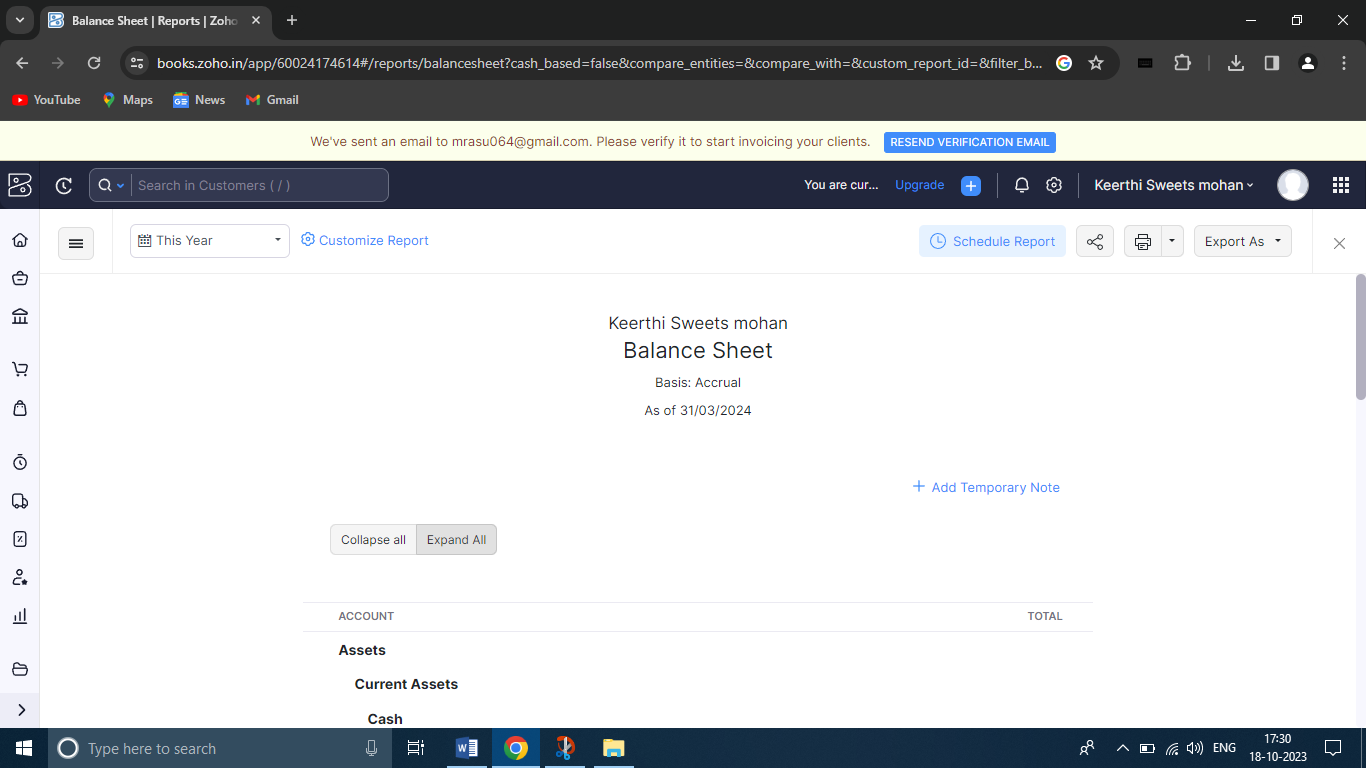 Balance Sheet | Reports | Zoho
books.zoho.in/app/60024174614#/reports/balancesheet?cash_based=false&compare_entities=&compare_with=&custom_report_id=&filter_b...
YouTube Maps News Gmail
We've sent an email to mrasu064@gmail.com. Please verify it to start invoicing your clients. RESEND VERIFICATION EMAIL
Search in Customers ( / ) You are cur... Upgrade Keerthi Sweets mohan
This Year Customize Report Schedule Report Export As
Keerthi Sweets mohan
Balance Sheet
Basis: Accrual
As of 31/03/2024
Add Temporary Note
Collapse all Expand All
ACCOUNT TOTAL
Assets
Current Assets
Cash
Type here to search ENG 17:30
18-10-2023